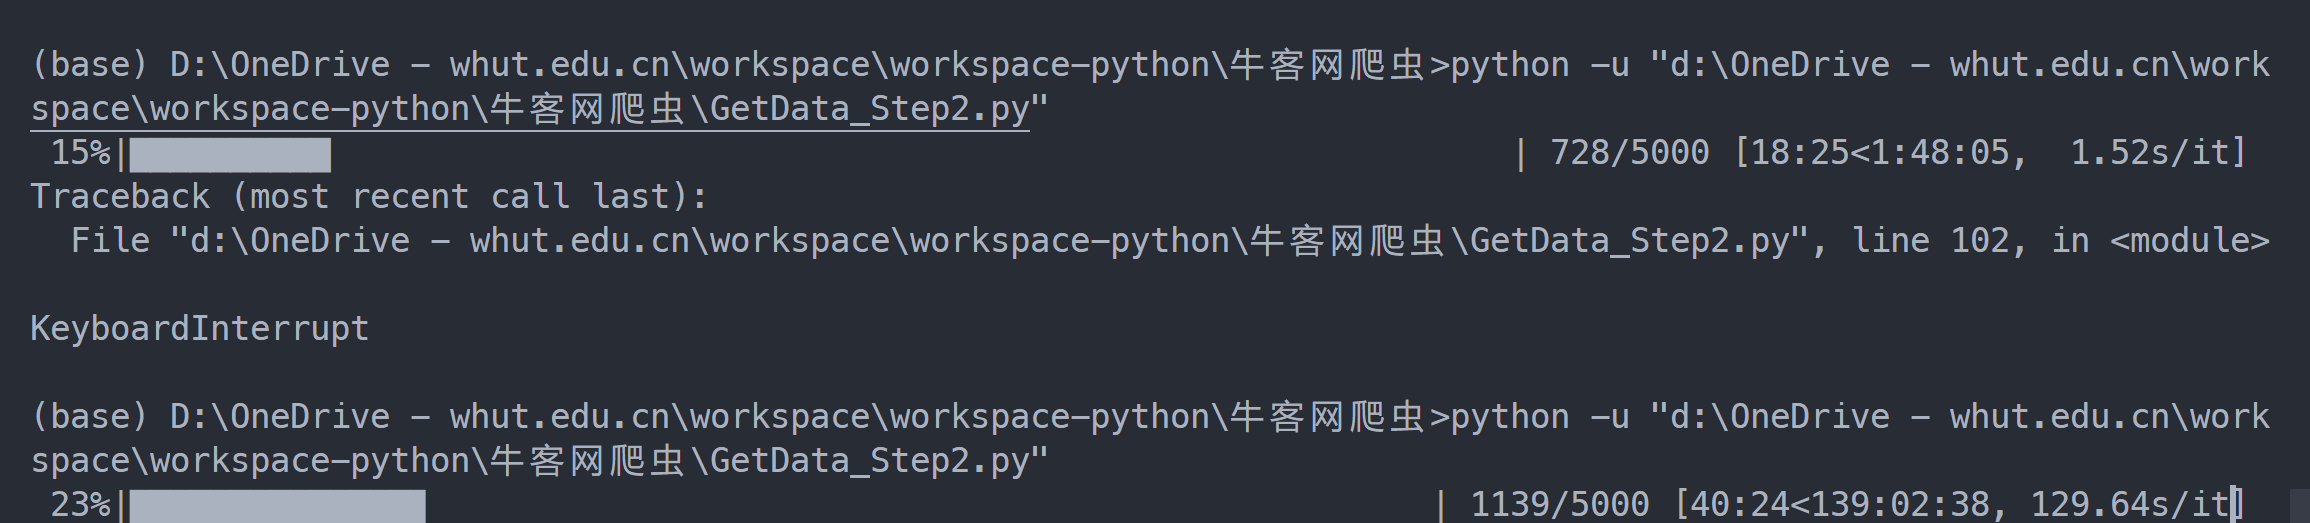 (base) D:\OneDrive - whut.edu.cn\workspace\workspace-python\牛客网爬虫>python -u "d:\OneDrive - whut.edu.cn\work
space\workspace-python\牛客网爬虫\GetData_Step2.py"
15%| | 728/5000 [18:25<1:48:05, 1.52s/it]
Traceback (most recent call last):
File "d:\OneDrive - whut.edu.cn\workspace\workspace-python\牛客网爬虫\GetData_Step2.py", line 102, in <module>
KeyboardInterrupt
(base) D:\OneDrive - whut.edu.cn\workspace\workspace-python\牛客网爬虫>python -u "d:\OneDrive - whut.edu.cn\work
space\workspace-python\牛客网爬虫\GetData_Step2.py"
23%| | 1139/5000 [40:24<139:02:38, 129.64s/it]